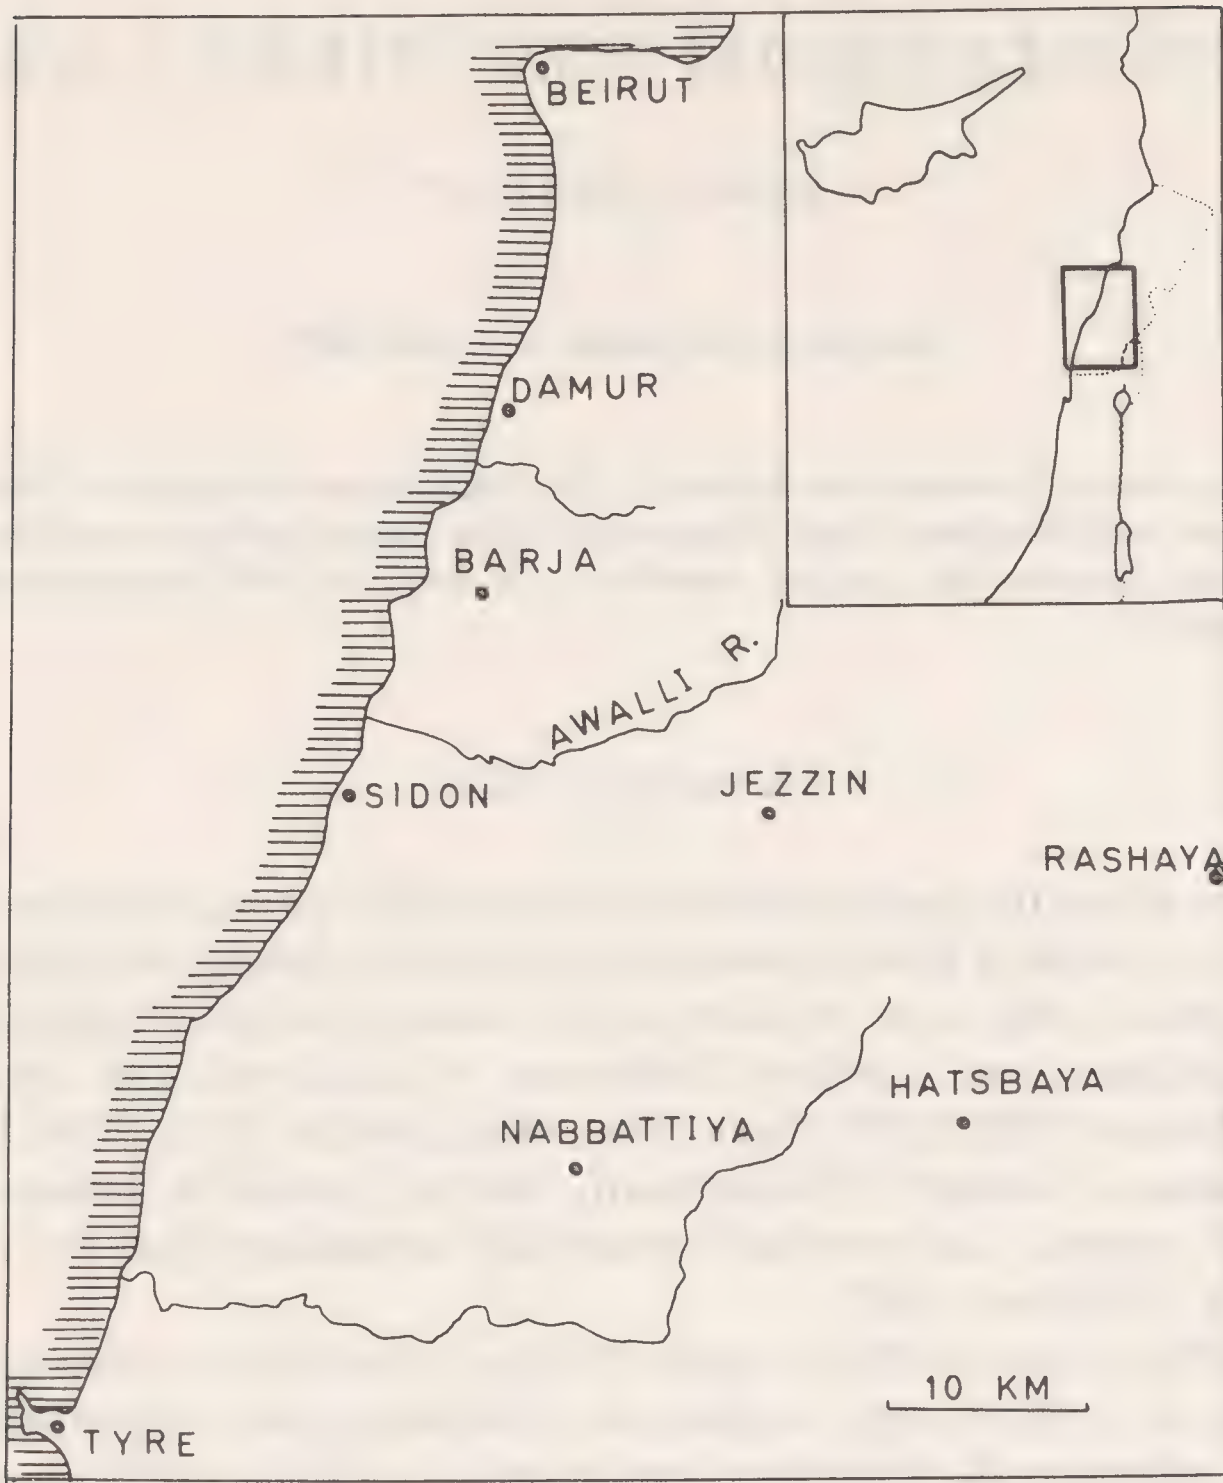 BEIRUT
DAMUR
BARJA
AWALLI R.
SIDON
JEZZIN
RASHAYA
HATSBAYA
NABBATTIYA
10 KM
TYRE